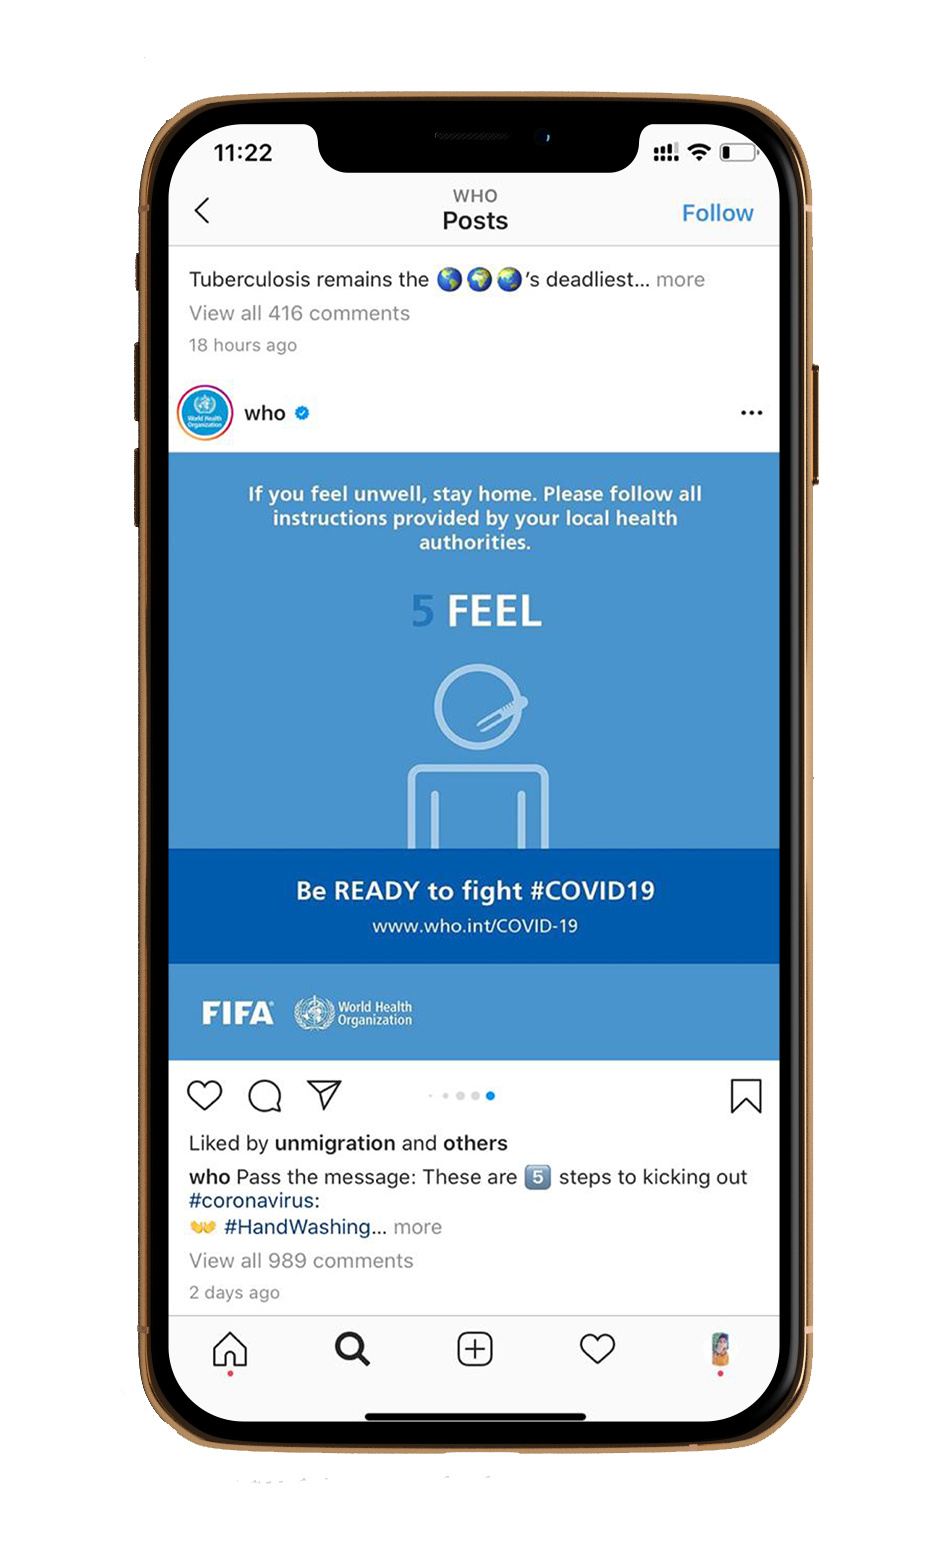 11:22
WHO
Posts
Follow
Tuberculosis remains the 🌎🌍🌏's deadliest... more
View all 416 comments
18 hours ago
World Health
Organization
who
If you feel unwell, stay home. Please follow all
instructions provided by your local health
authorities.
5 FEEL
Be READY to fight #COVID19
www.who.int/COVID-19
FIFA®
World Health
Organization
Liked by unmigration and others
who Pass the message: These are 5️⃣ steps to kicking out
#coronavirus:
👐 #HandWashing... more
View all 989 comments
2 days ago